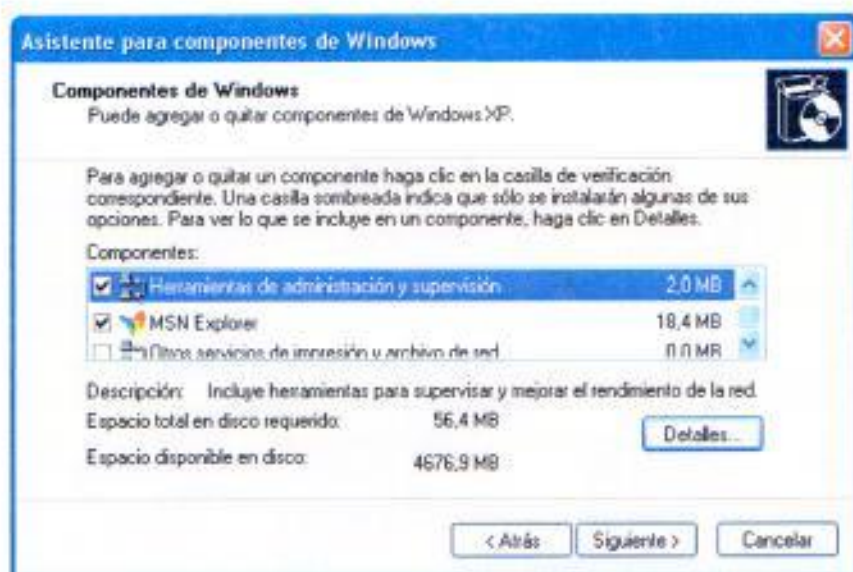 Asistente para componentes de Windows
Componentes de Windows
Puede agregar o quitar componentes de Windows XP.
Para agregar o quitar un componente haga clic en la casilla de verificación
correspondiente. Una casilla sombreada indica que sólo se instalarán algunas de sus
opciones. Para ver lo que se incluye en un componente, haga clic en Detalles.
Componentes:
Herramientas de administración y supervisión 2,0 MB
MSN Explorer 18,4 MB
Otros servicios de impresión y archivo de red 0,0 MB
Descripción: Incluye herramientas para supervisar y mejorar el rendimiento de la red.
Espacio total en disco requerido: 56,4 MB
Detalles...
Espacio disponible en disco: 4676,9 MB
< Atrás Siguiente > Cancelar